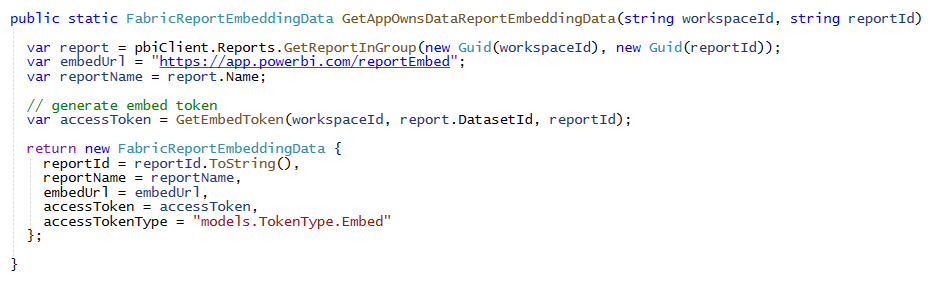 public static FabricReportEmbeddingData GetAppOwnsDataReportEmbeddingData(string workspaceId, string reportId)
var report = pbiClient.Reports.GetReportInGroup(new Guid(workspaceId), new Guid(reportId));
var embedUrl = "https://app.powerbi.com/reportEmbed";
var reportName = report.Name;
// generate embed token
var accessToken = GetEmbedToken(workspaceId, report.DatasetId, reportId);
return new FabricReportEmbeddingData {
reportId = reportId.ToString(),
reportName = reportName,
embedUrl = embedUrl,
accessToken = accessToken,
accessTokenType = "models.TokenType.Embed"
};
}